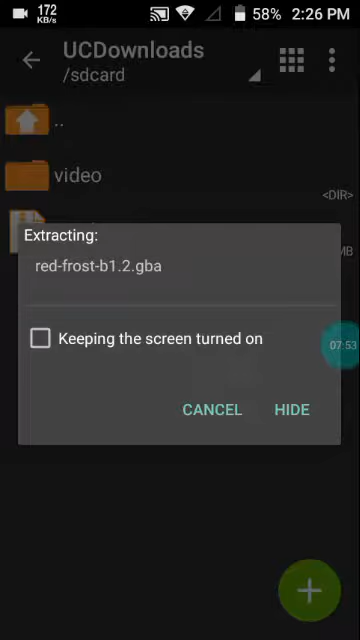 172
KB/s
58%
2:26 PM
UCDownloads
/sdcard
..
video
<DIR>
Extracting:
MB
red-frost-b1.2.gba
Keeping the screen turned on
07:53
CANCEL
HIDE